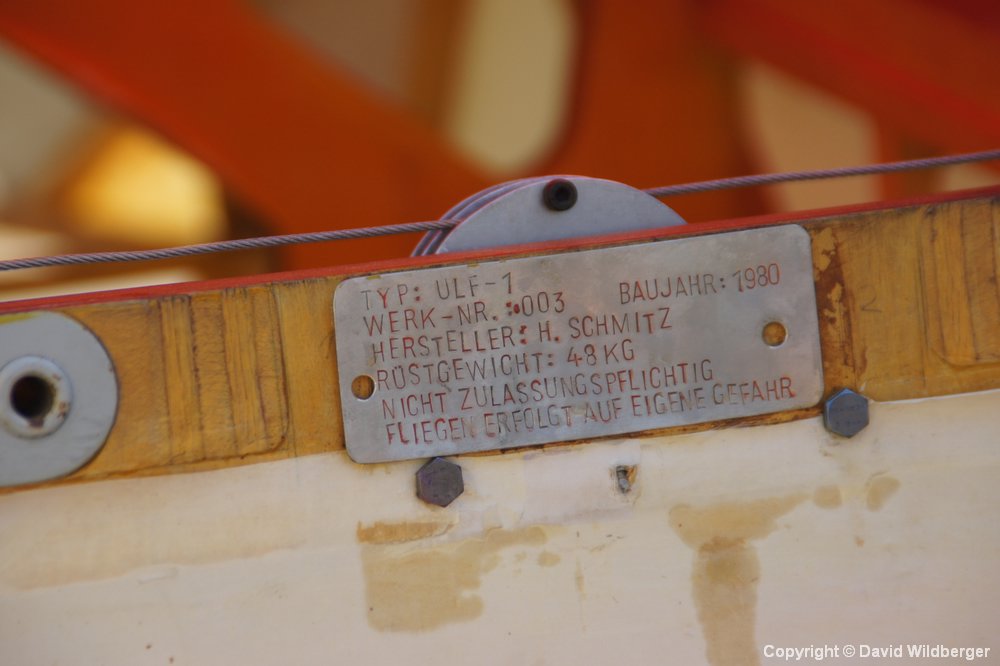 TYP: ULF-1 BAUJAHR: 1980
WERK-NR.: 003
HERSTELLER: H. SCHMITZ
RÜSTGEWICHT: 48 KG
NICHT ZULASSUNGSPFLICHTIG
FLIEGEN ERFOLGT AUF EIGENE GEFAHR
2
Copyright © David Wildberger